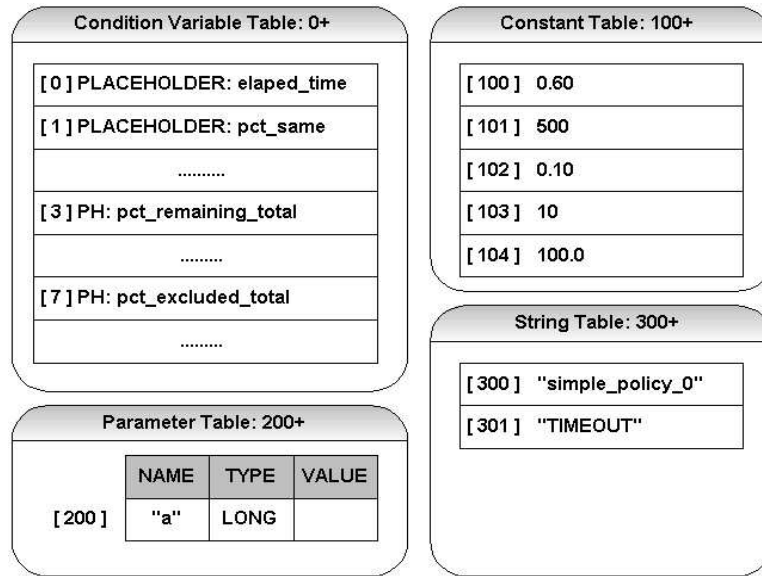 Condition Variable Table: 0+
[ 0 ] PLACEHOLDER: elaped_time
[ 1 ] PLACEHOLDER: pct_same
..........
[ 3 ] PH: pct_remaining_total
.........
[ 7 ] PH: pct_excluded_total
.........
Constant Table: 100+
[ 100 ] 0.60
[ 101 ] 500
[ 102 ] 0.10
[ 103 ] 10
[ 104 ] 100.0
Parameter Table: 200+
NAME TYPE VALUE
[ 200 ] "a" LONG
String Table: 300+
[ 300 ] "simple_policy_0"
[ 301 ] "TIMEOUT"